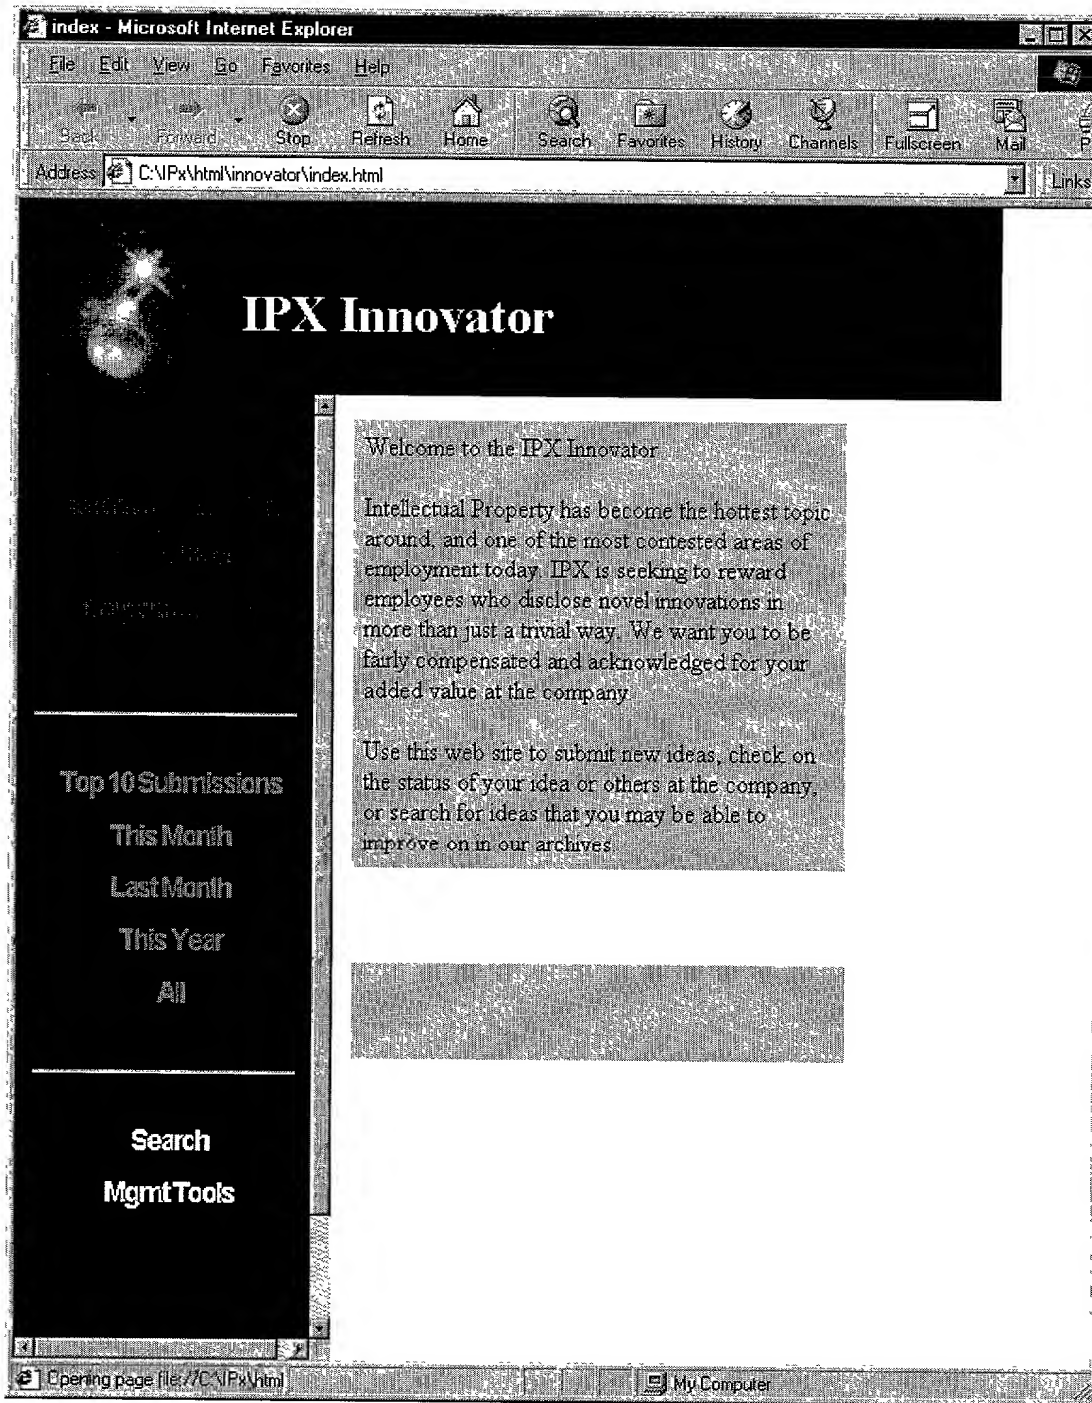 index - Microsoft Internet Explorer
File Edit View Go Favorites Help
Back Forward Stop Refresh Home Search Favorites History Channels Fullscreen Mail P
Address C:\IPx\html\innovator\index.html Links
IPX Innovator
Welcome to the IPX Innovator
Intellectual Property has become the hottest topic
around, and one of the most contested areas of
employment today. IPX is seeking to reward
employees who disclose novel innovations in
more than just a trivial way. We want you to be
fairly compensated and acknowledged for your
added value at the company
Use this web site to submit new ideas, check on
the status of your idea or others at the company,
or search for ideas that you may be able to
improve on in our archives
Top 10 Submissions
This Month
Last Month
This Year
All
Search
Mgmt Tools
Opening page file://C:\IPx\html My Computer